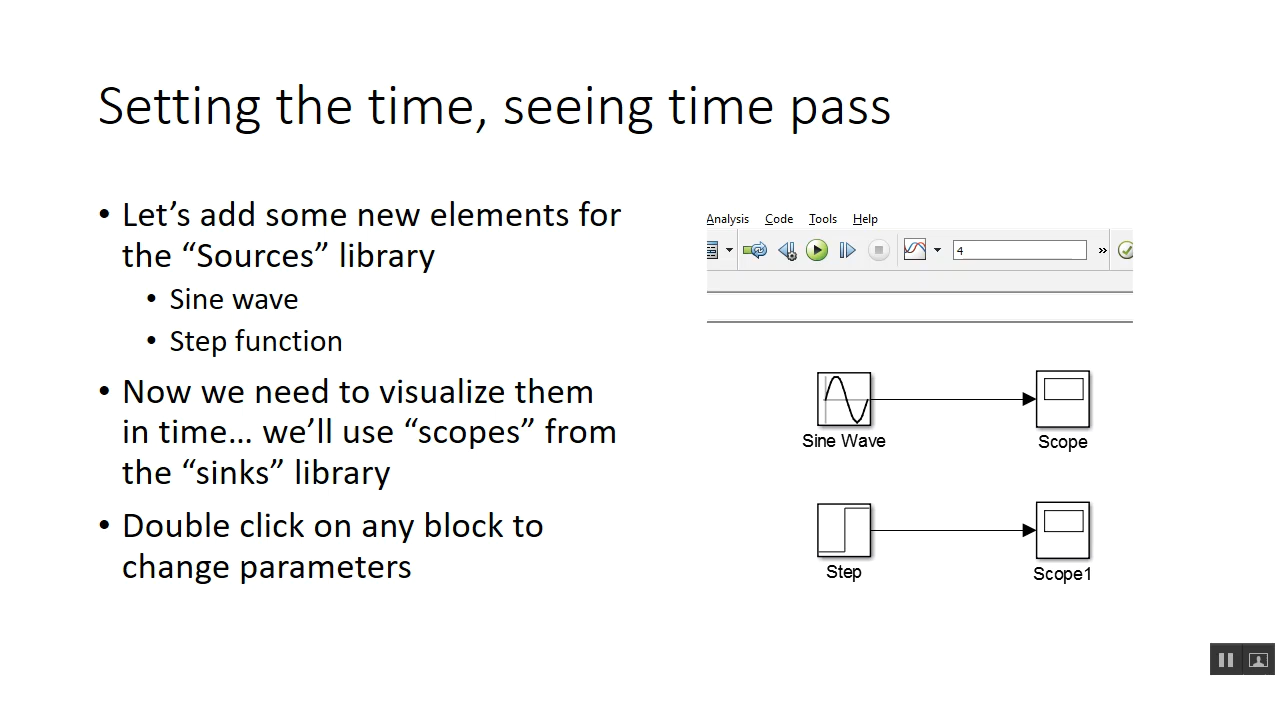 Setting the time, seeing time pass
• Let’s add some new elements for
the “Sources” library
• Sine wave
• Step function
• Now we need to visualize them
in time… we’ll use “scopes” from
the “sinks” library
• Double click on any block to
change parameters
Analysis Code Tools Help
4 »
Sine Wave
Scope
Step
Scope1